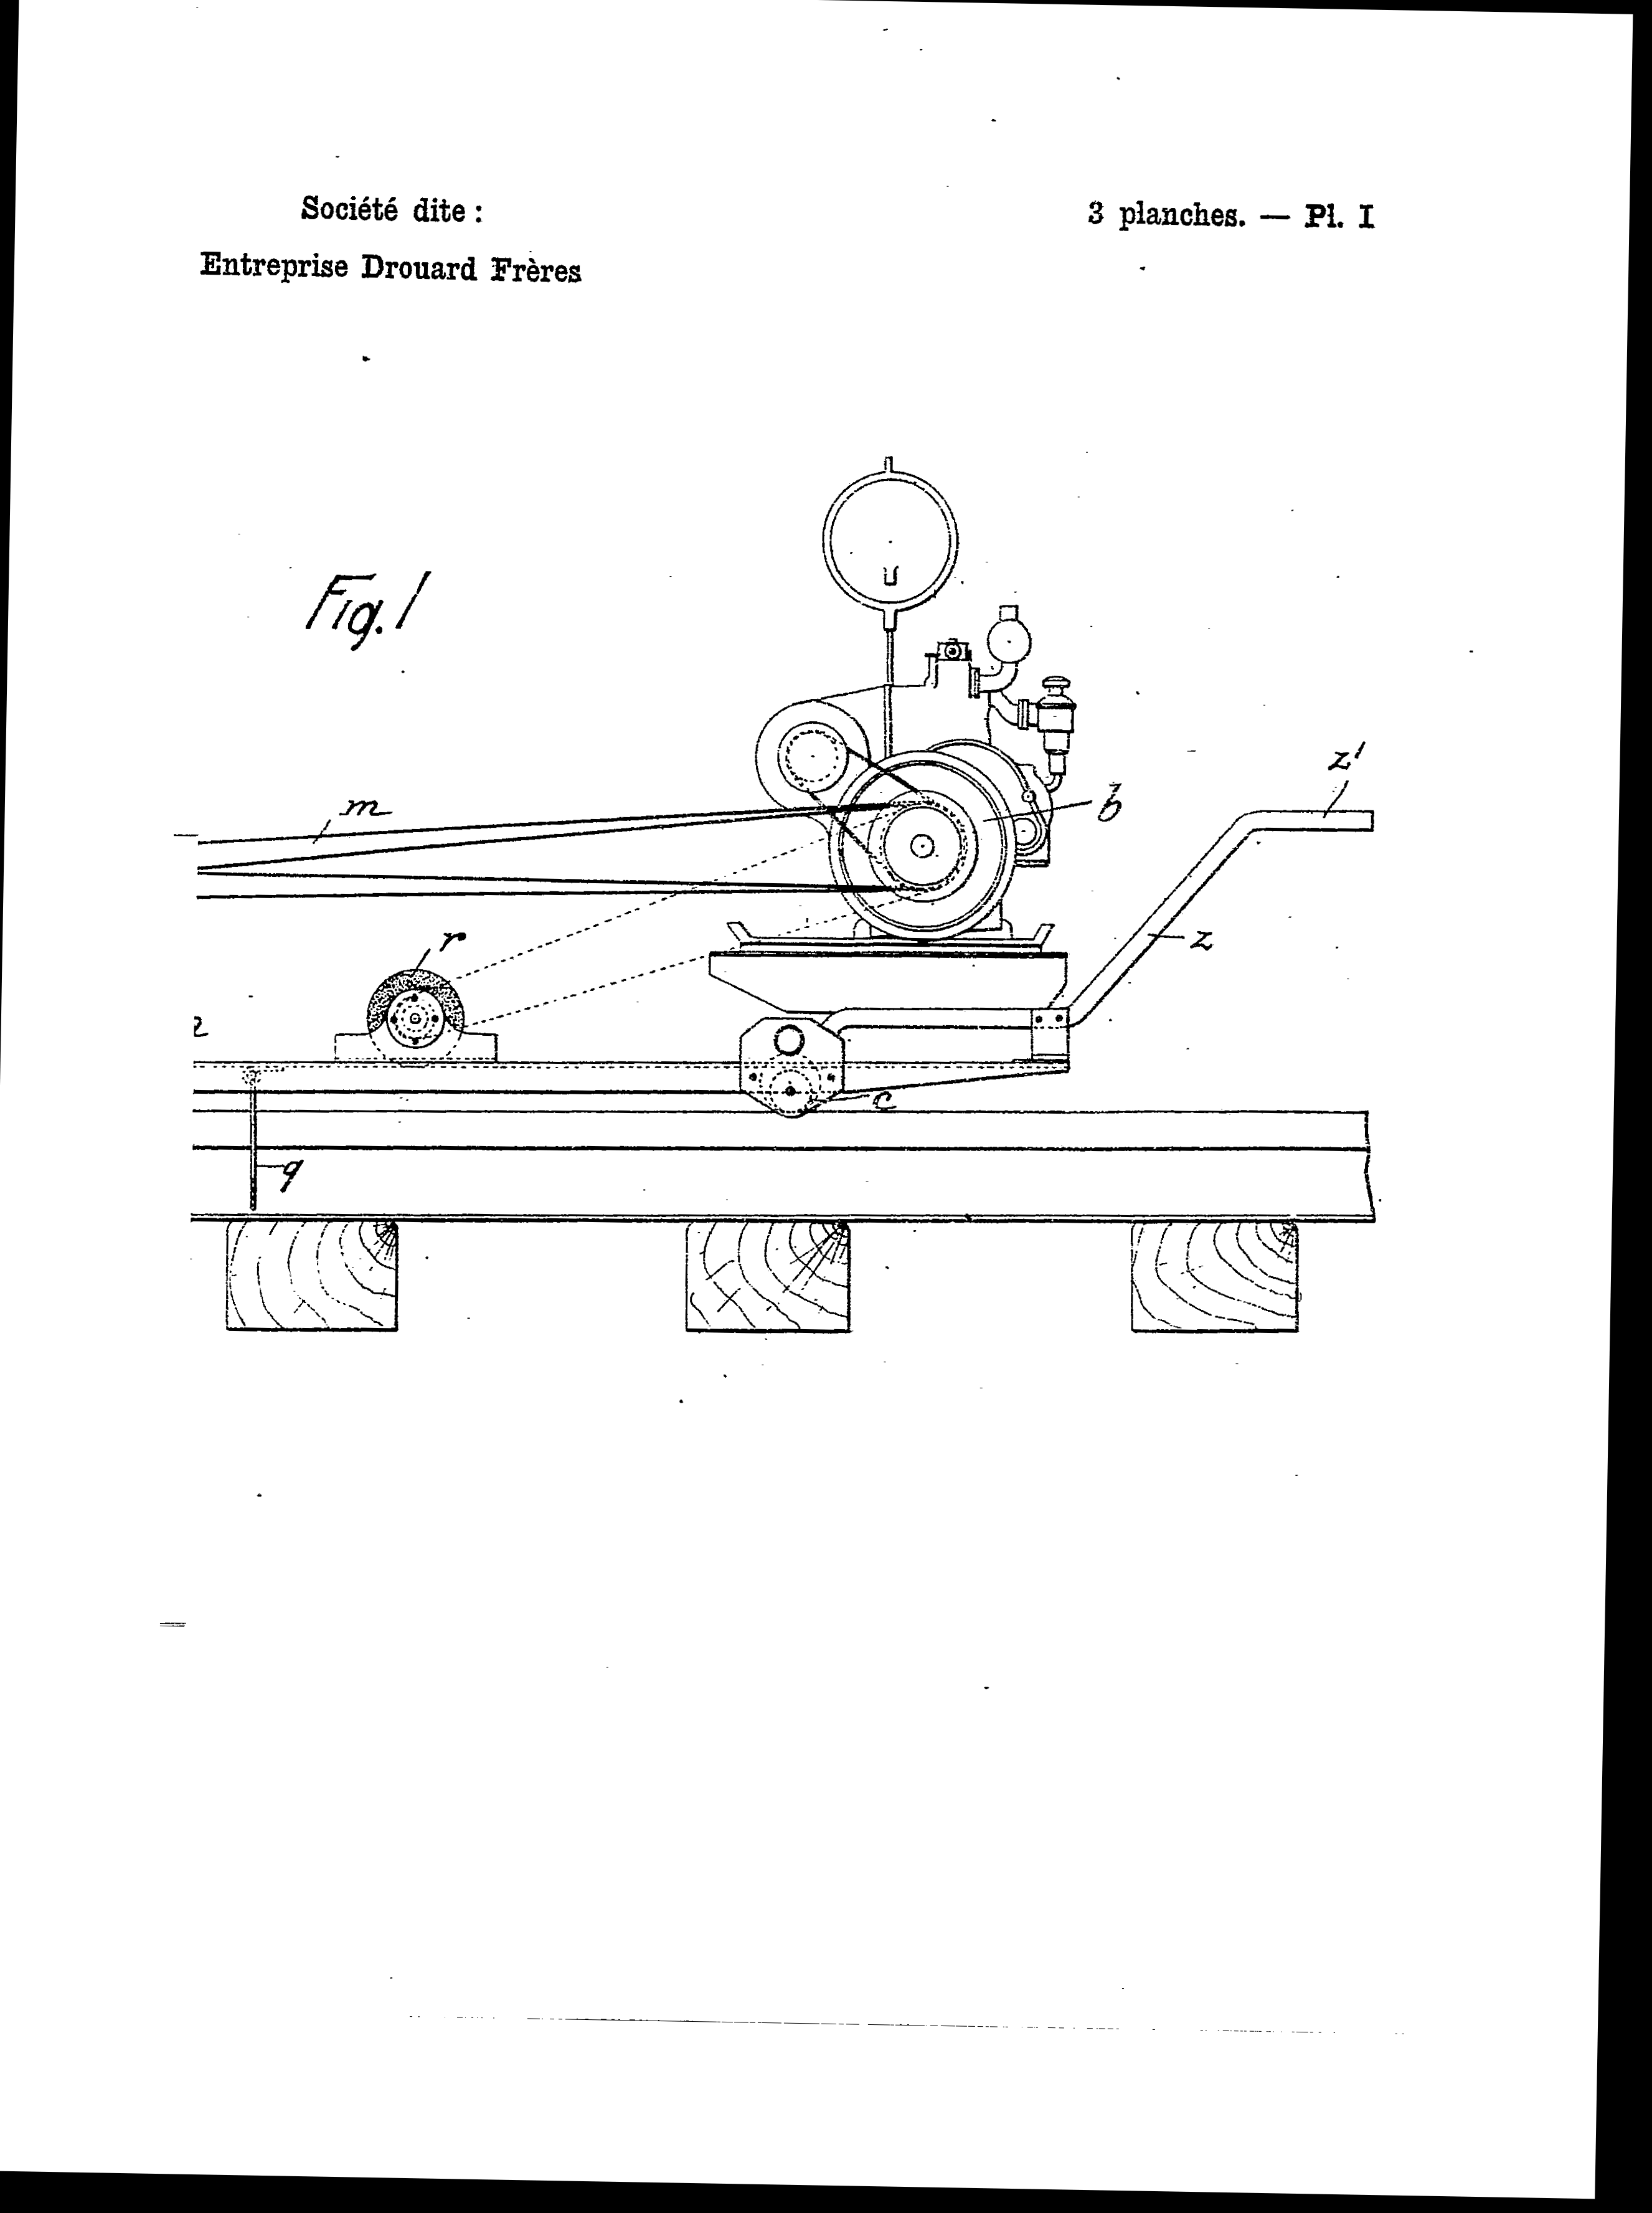 Société dite :
Entreprise Drouard Frères
3 planches. — Pl. I
Fig. 1
m
b
z'
z
r
c
q